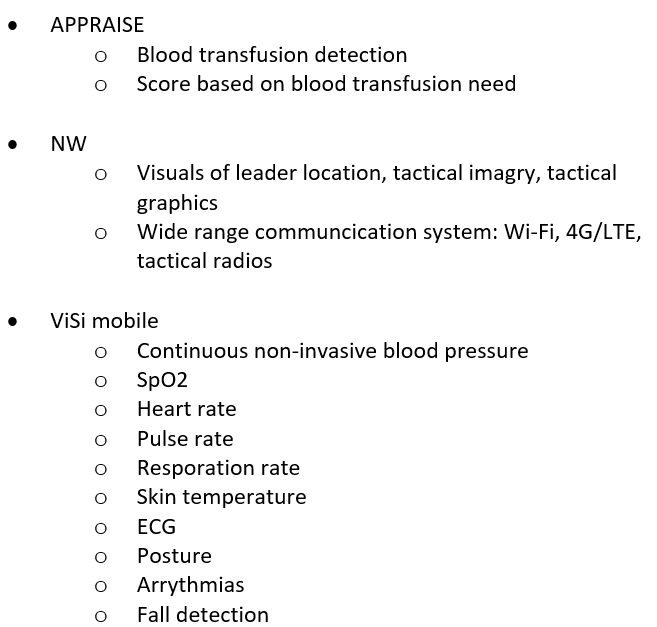 • APPRAISE
○ Blood transfusion detection
○ Score based on blood transfusion need
• NW
○ Visuals of leader location, tactical imagry, tactical
graphics
○ Wide range communcication system: Wi-Fi, 4G/LTE,
tactical radios
• ViSi mobile
○ Continuous non-invasive blood pressure
○ SpO2
○ Heart rate
○ Pulse rate
○ Resporation rate
○ Skin temperature
○ ECG
○ Posture
○ Arrythmias
○ Fall detection